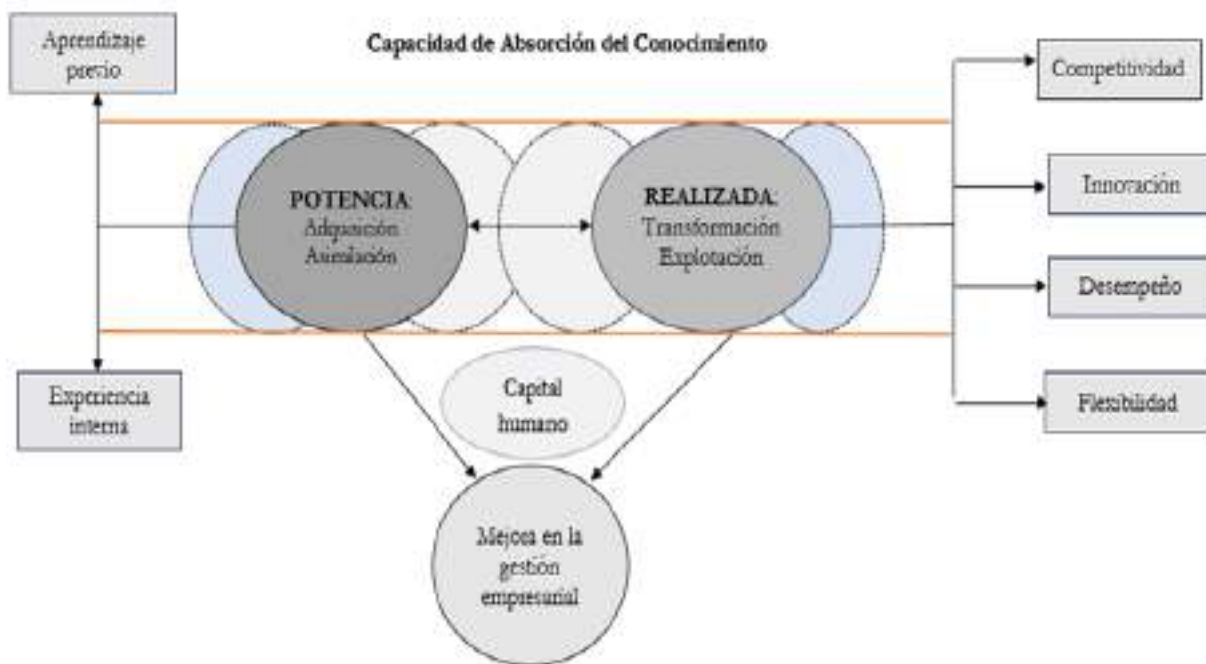 Capacidad de Absorción del Conocimiento
Aprendizaje
previo
Experiencia
interna
POTENCIA:
Adquisición
Asimilación
REALIZADA:
Transformación
Explotación
Capital
humano
Mejora en la
gestión
empresarial
Competitividad
Innovación
Desempeño
Flexibilidad